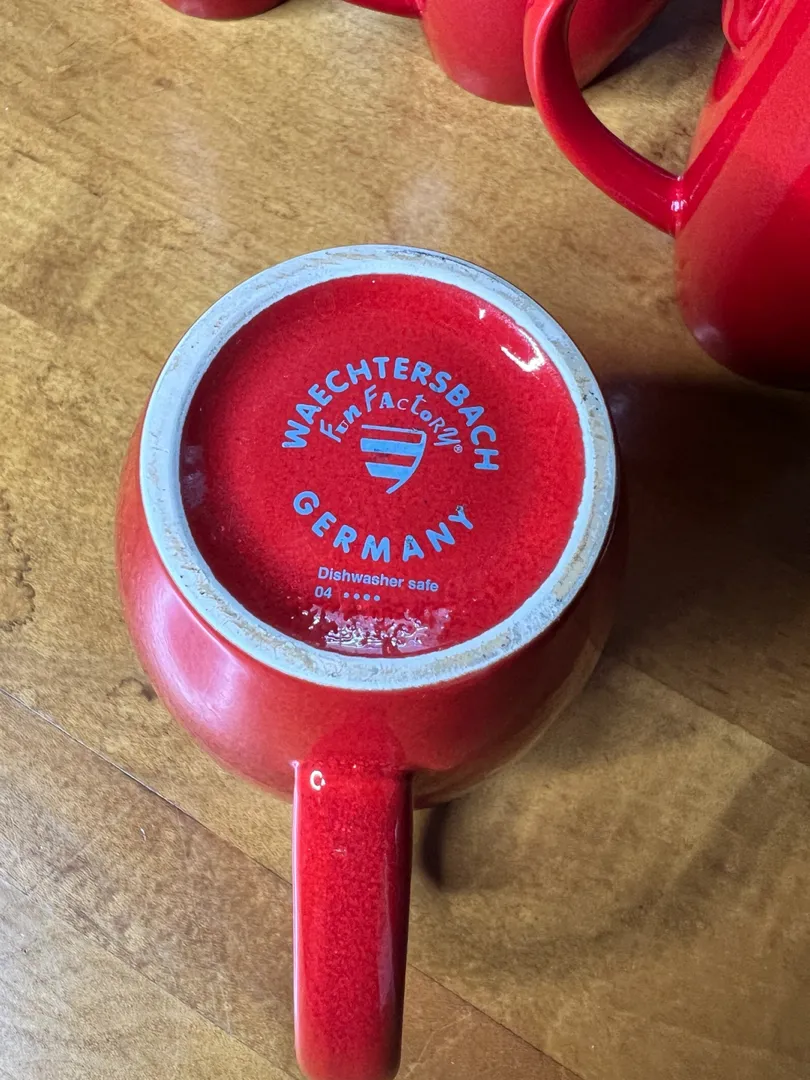 WAECHTERSBACH
Fun Factory®
GERMANY
Dishwasher safe
04 ••••